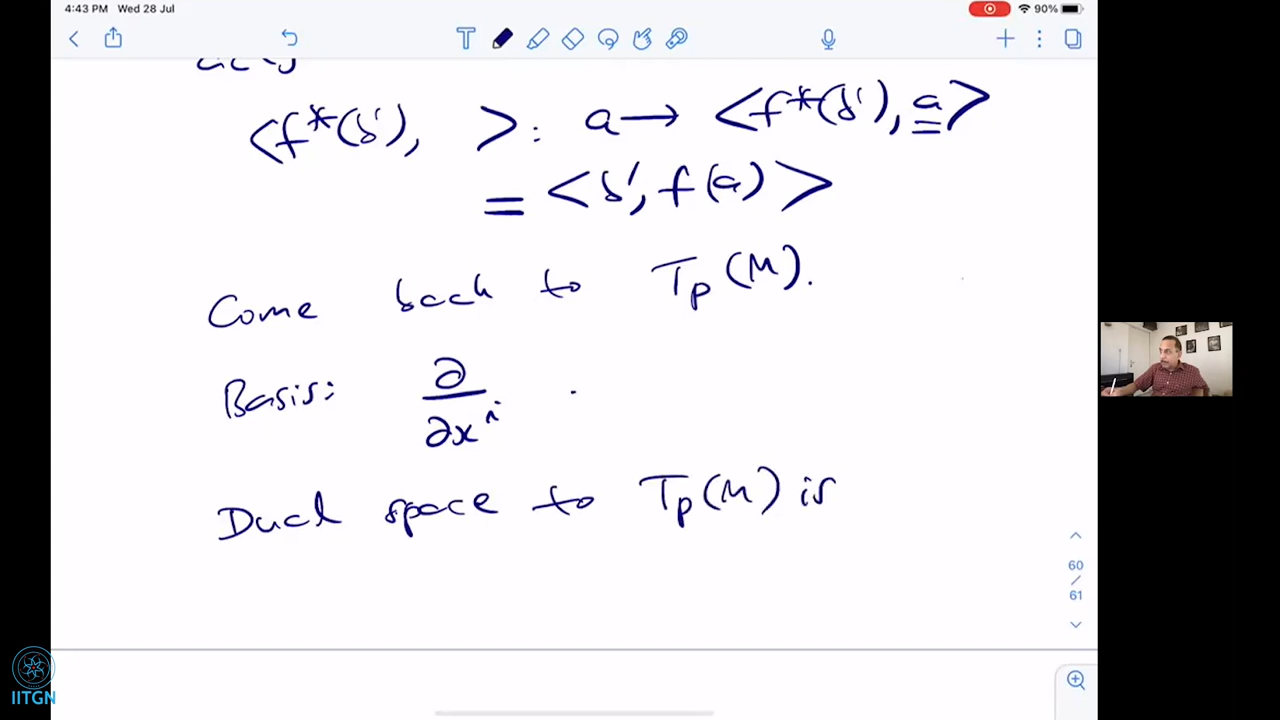 4:43 PM Wed 28 Jul
90%
<f*(b'), >: a → <f*(b'), a>
= <b', f(a)>
Come back to Tp(M).
Basis: ∂/∂x^i
Dual space to Tp(M) is
60
/
61
IITGN